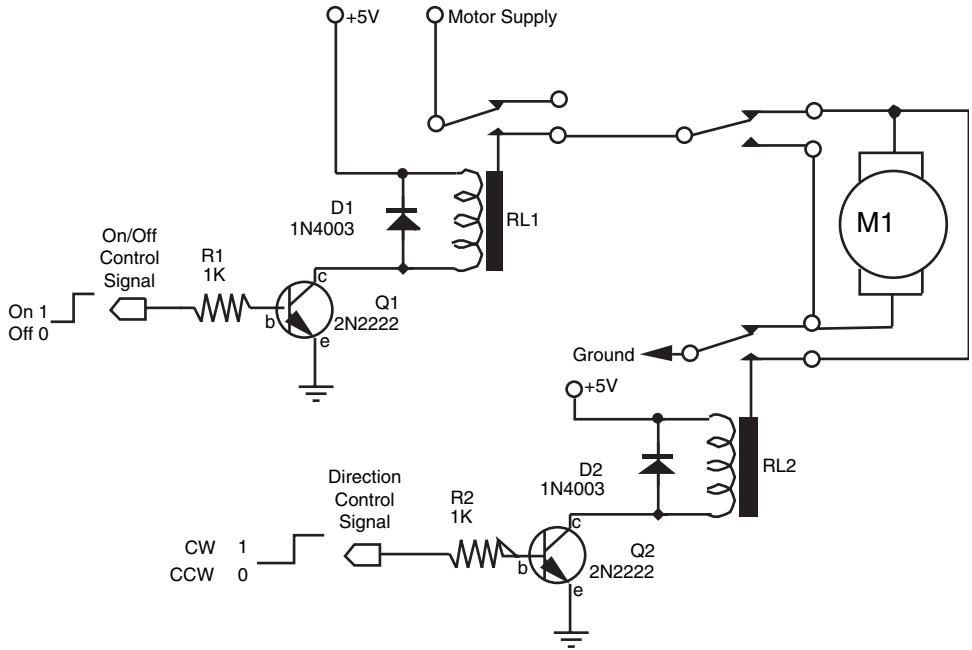 +5V
Motor Supply
D1
1N4003
RL1
M1
On/Off
Control
Signal
R1
1K
On 1
Off 0
c
Q1
2N2222
b
e
Ground
+5V
D2
1N4003
RL2
Direction
Control
Signal
R2
1K
c
CW 1
CCW 0
Q2
2N2222
b
e